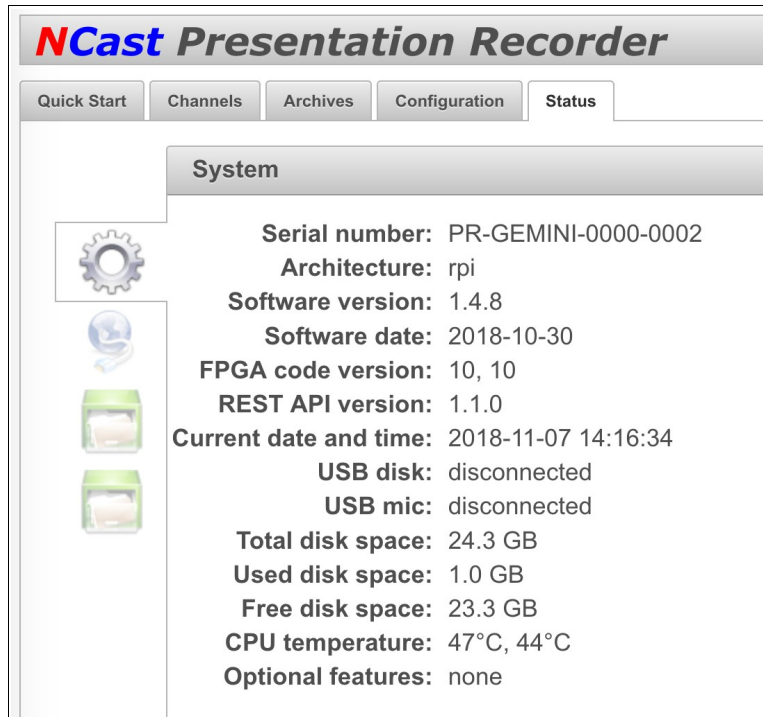 NCast Presentation Recorder
Quick Start Channels Archives Configuration Status
System
Serial number: PR-GEMINI-0000-0002
Architecture: rpi
Software version: 1.4.8
Software date: 2018-10-30
FPGA code version: 10, 10
REST API version: 1.1.0
Current date and time: 2018-11-07 14:16:34
USB disk: disconnected
USB mic: disconnected
Total disk space: 24.3 GB
Used disk space: 1.0 GB
Free disk space: 23.3 GB
CPU temperature: 47°C, 44°C
Optional features: none